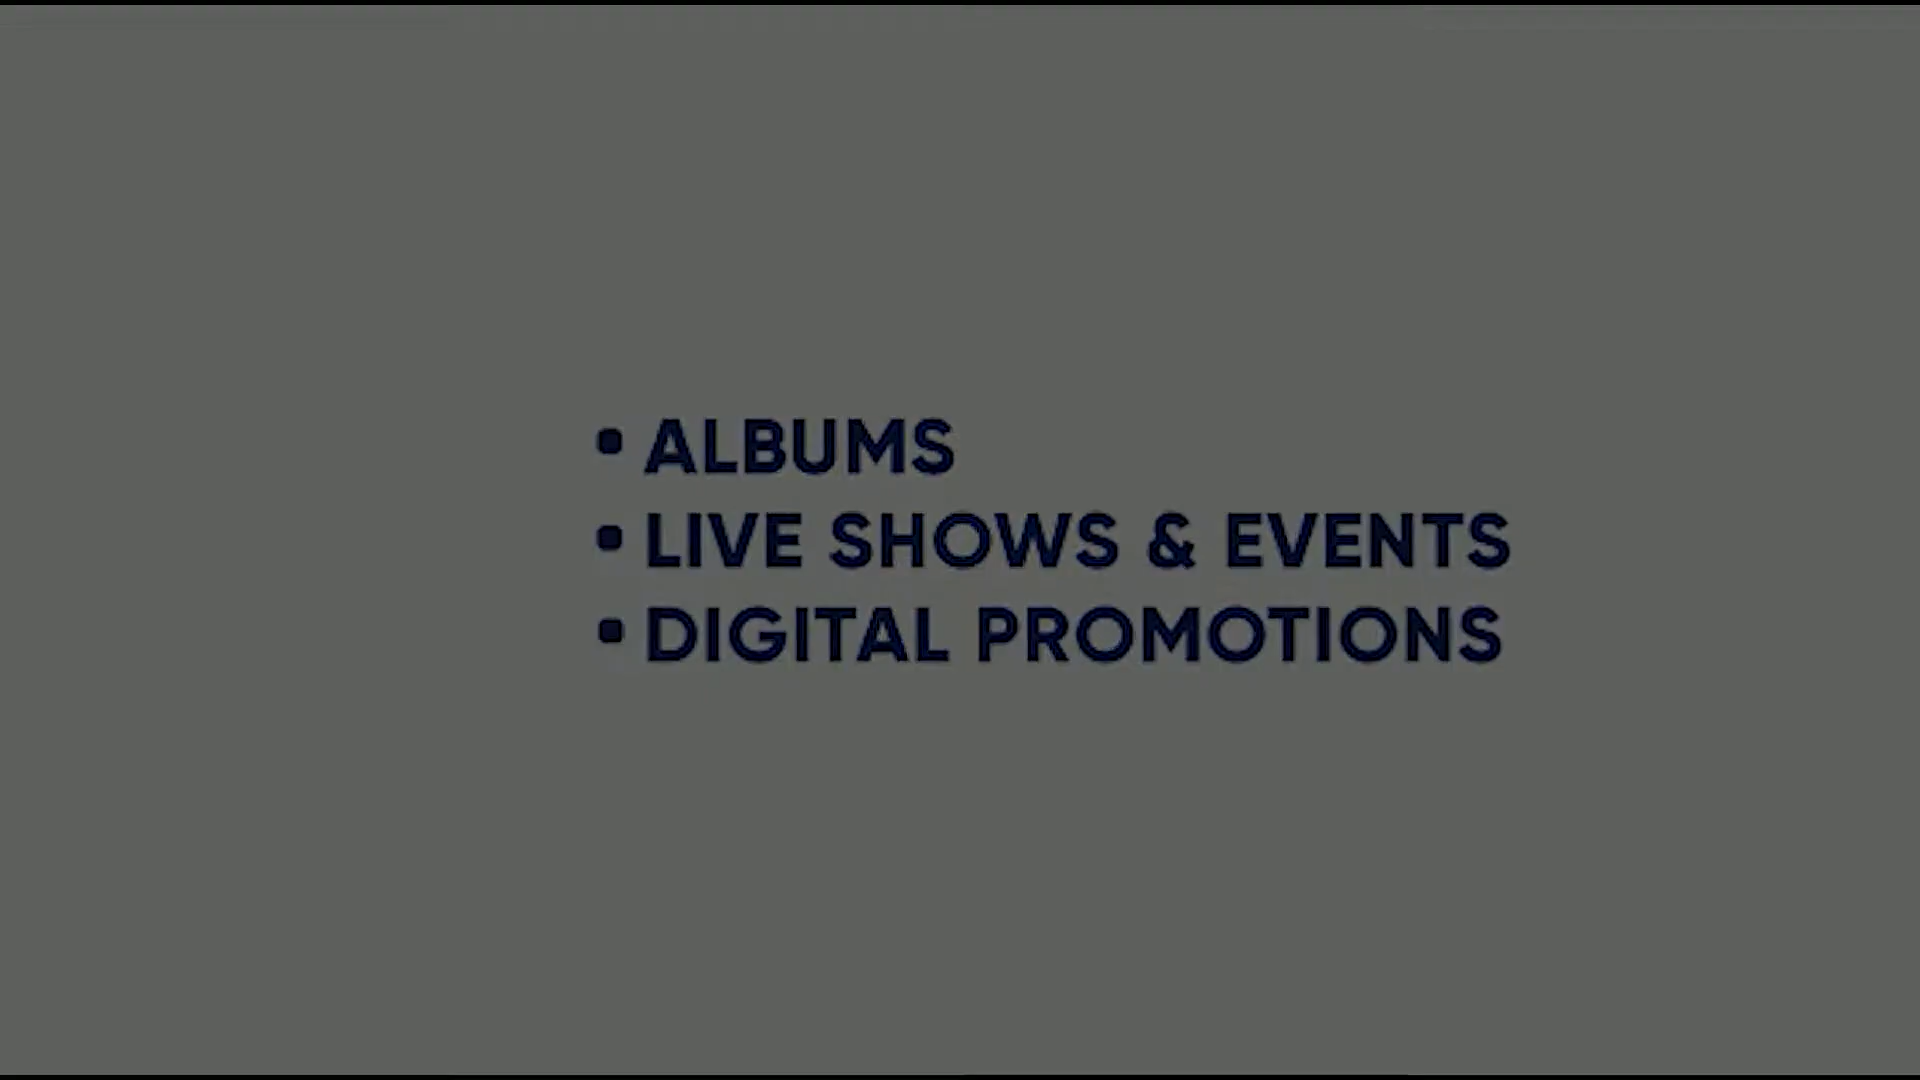 • ALBUMS
• LIVE SHOWS & EVENTS
• DIGITAL PROMOTIONS